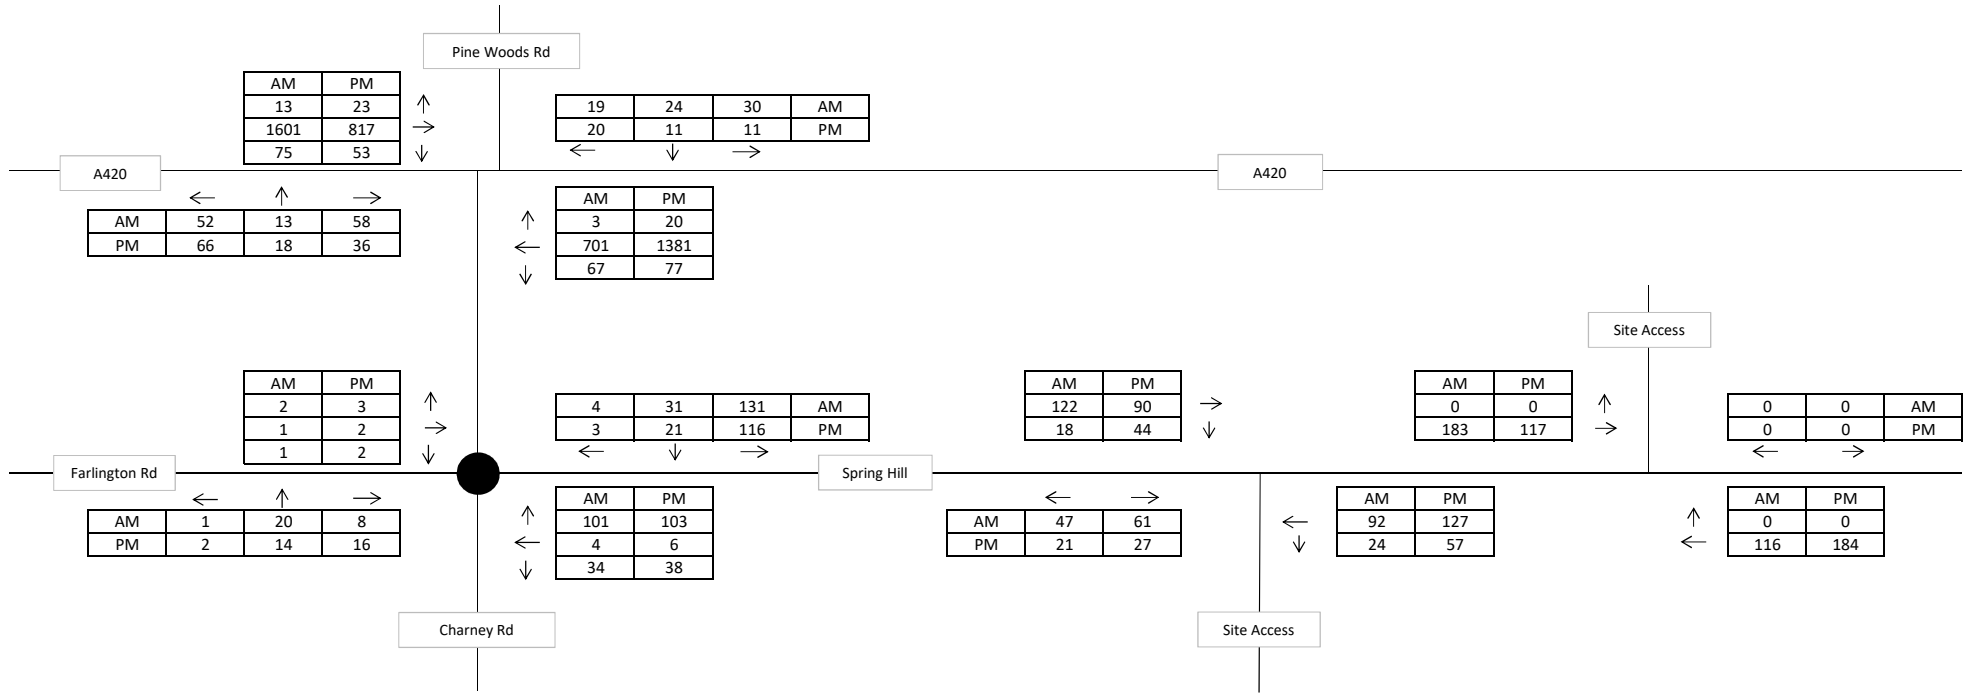 Pine Woods Rd
AM PM
13 23 ↑
1601 817 →
75 53 ↓
19 24 30 AM
20 11 11 PM
← ↓ →
A420
A420
← ↑ →
AM 52 13 58
PM 66 18 36
AM PM
↑ 3 20
← 701 1381
↓ 67 77
Site Access
AM PM
2 3 ↑
1 2 →
1 2 ↓
4 31 131 AM
3 21 116 PM
← ↓ →
AM PM
122 90 →
18 44 ↓
AM PM
0 0 ↑
183 117 →
0 0 AM
0 0 PM
← →
Farlington Rd
Spring Hill
← ↑ →
AM 1 20 8
PM 2 14 16
AM PM
↑ 101 103
← 4 6
↓ 34 38
← →
AM 47 61
PM 21 27
AM PM
← 92 127
↓ 24 57
AM PM
↑ 0 0
← 116 184
Charney Rd
Site Access